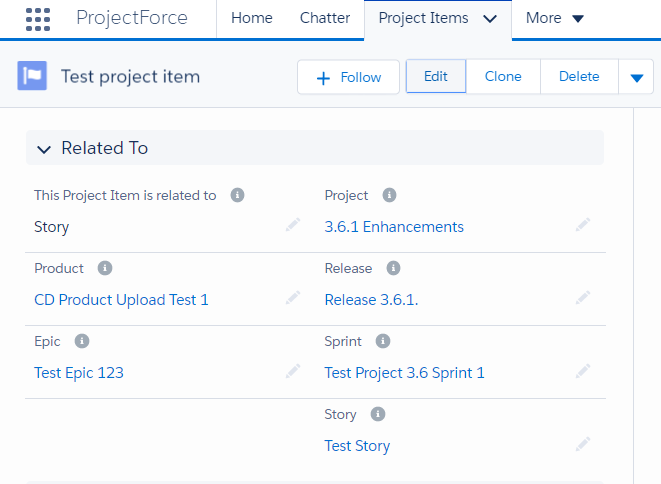 ProjectForce Home Chatter Project Items More
Test project item
+ Follow Edit Clone Delete
Related To
This Project Item is related to Project
Story 3.6.1 Enhancements
Product Release
CD Product Upload Test 1 Release 3.6.1.
Epic Sprint
Test Epic 123 Test Project 3.6 Sprint 1
Story
Test Story